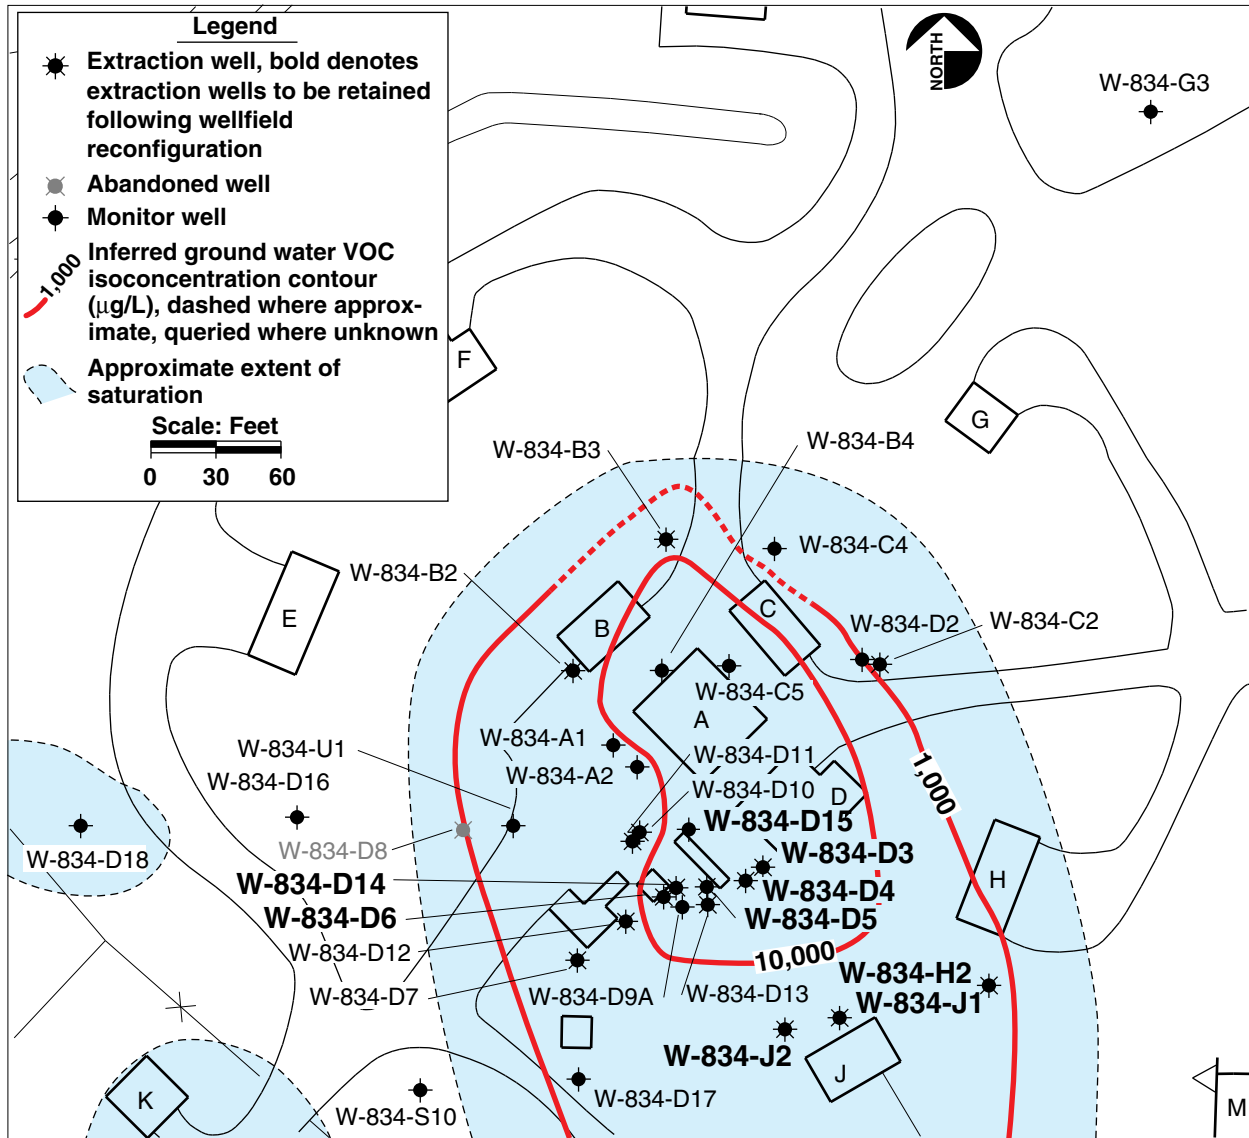 Legend
Extraction well, bold denotes
extraction wells to be retained
following wellfield
reconfiguration
Abandoned well
Monitor well
1,000
Inferred ground water VOC
isoconcentration contour
(µg/L), dashed where approx-
imate, queried where unknown
Approximate extent of
saturation
Scale: Feet
0 30 60
NORTH
W-834-G3
F
G
W-834-B3
W-834-B4
W-834-C4
W-834-B2
E
B
C
W-834-D2
W-834-C2
W-834-C5
A
W-834-U1
W-834-A1
W-834-D11
W-834-D16
W-834-A2
W-834-D10
D
1,000
W-834-D15
W-834-D8
W-834-D3
W-834-D18
W-834-D14
W-834-D4
H
W-834-D6
W-834-D5
W-834-D12
10,000
W-834-H2
W-834-D7
W-834-D9A
W-834-D13
W-834-J1
W-834-J2
J
K
W-834-D17
W-834-S10
M